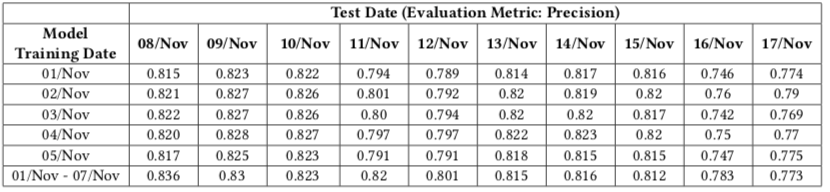 Test Date (Evaluation Metric: Precision)
Model Training Date 08/Nov 09/Nov 10/Nov 11/Nov 12/Nov 13/Nov 14/Nov 15/Nov 16/Nov 17/Nov
01/Nov 0.815 0.823 0.822 0.794 0.789 0.814 0.817 0.816 0.746 0.774
02/Nov 0.821 0.827 0.826 0.801 0.792 0.82 0.819 0.82 0.76 0.79
03/Nov 0.822 0.827 0.826 0.80 0.794 0.82 0.82 0.817 0.742 0.769
04/Nov 0.820 0.828 0.827 0.797 0.797 0.822 0.823 0.82 0.75 0.77
05/Nov 0.817 0.825 0.823 0.791 0.791 0.818 0.815 0.815 0.747 0.775
01/Nov - 07/Nov 0.836 0.83 0.823 0.82 0.801 0.815 0.816 0.812 0.783 0.773